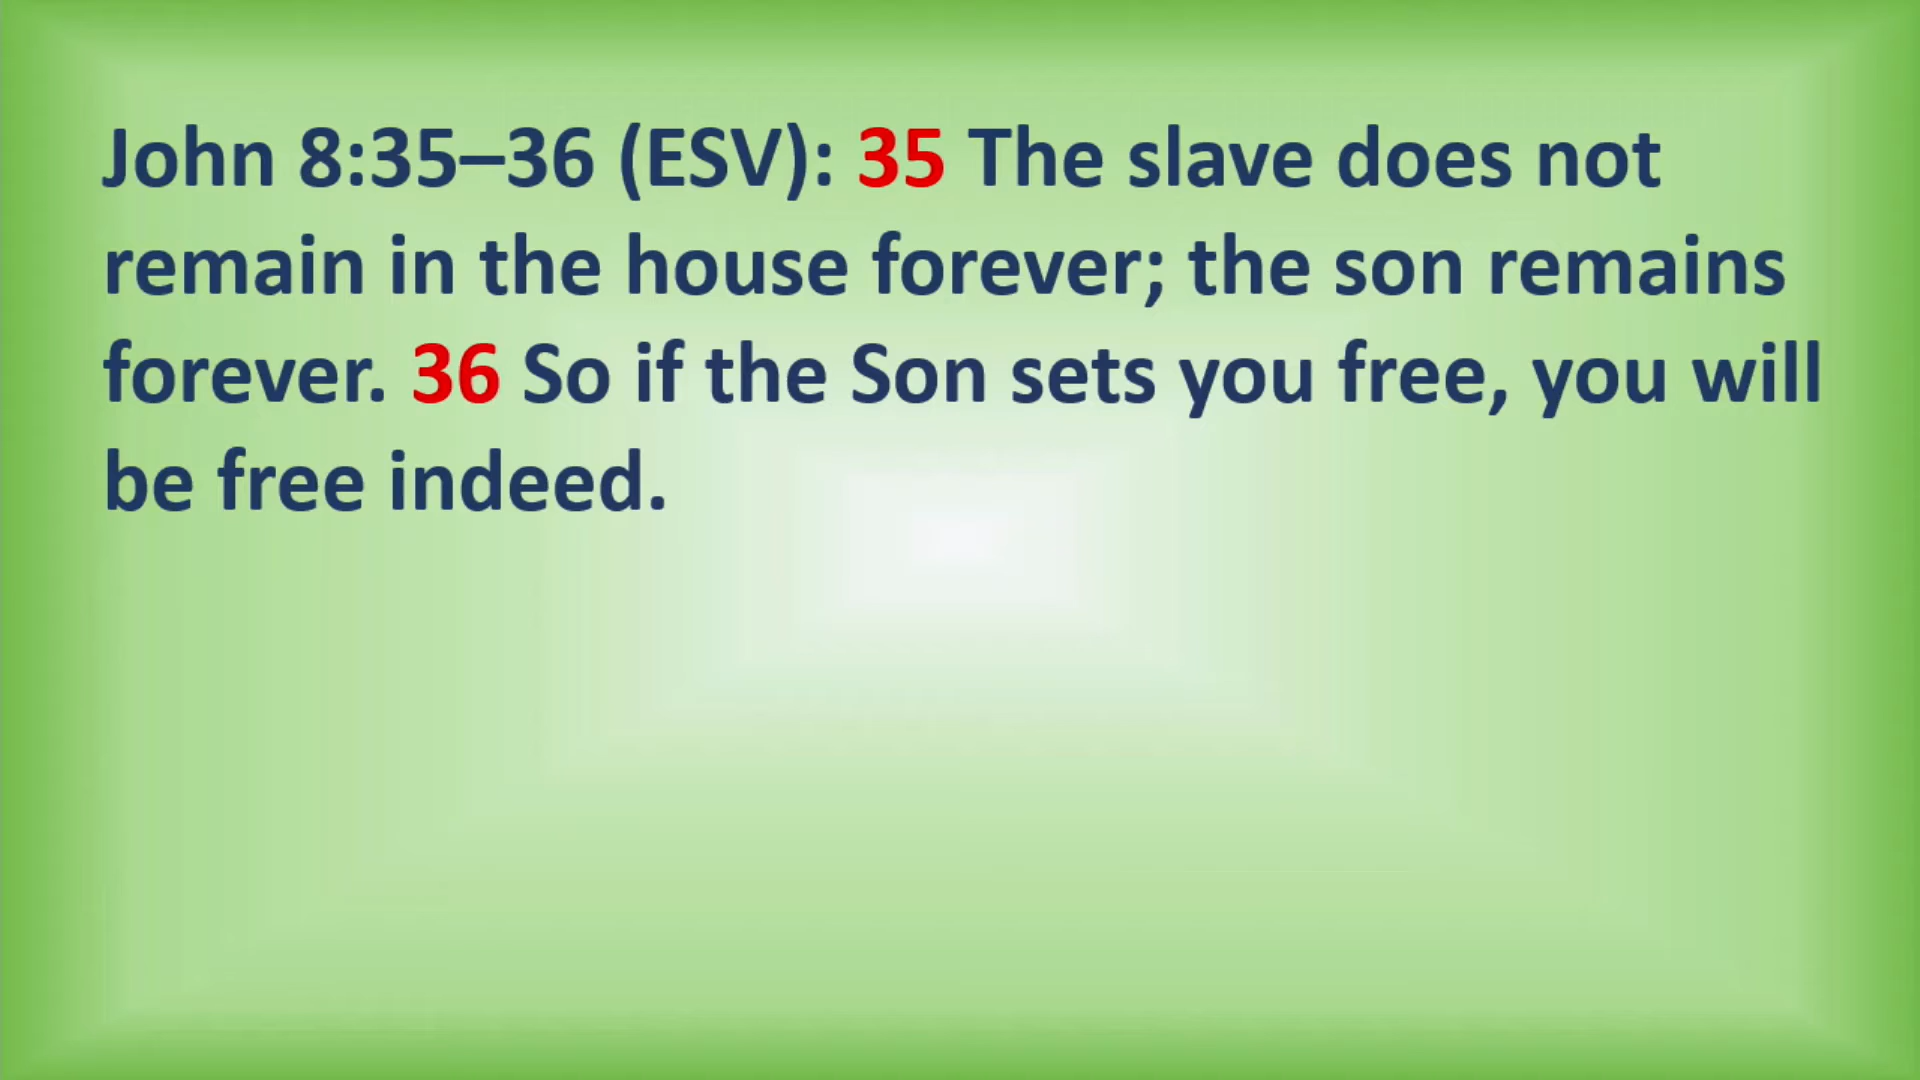 John 8:35–36 (ESV): 35 The slave does not
remain in the house forever; the son remains
forever. 36 So if the Son sets you free, you will
be free indeed.